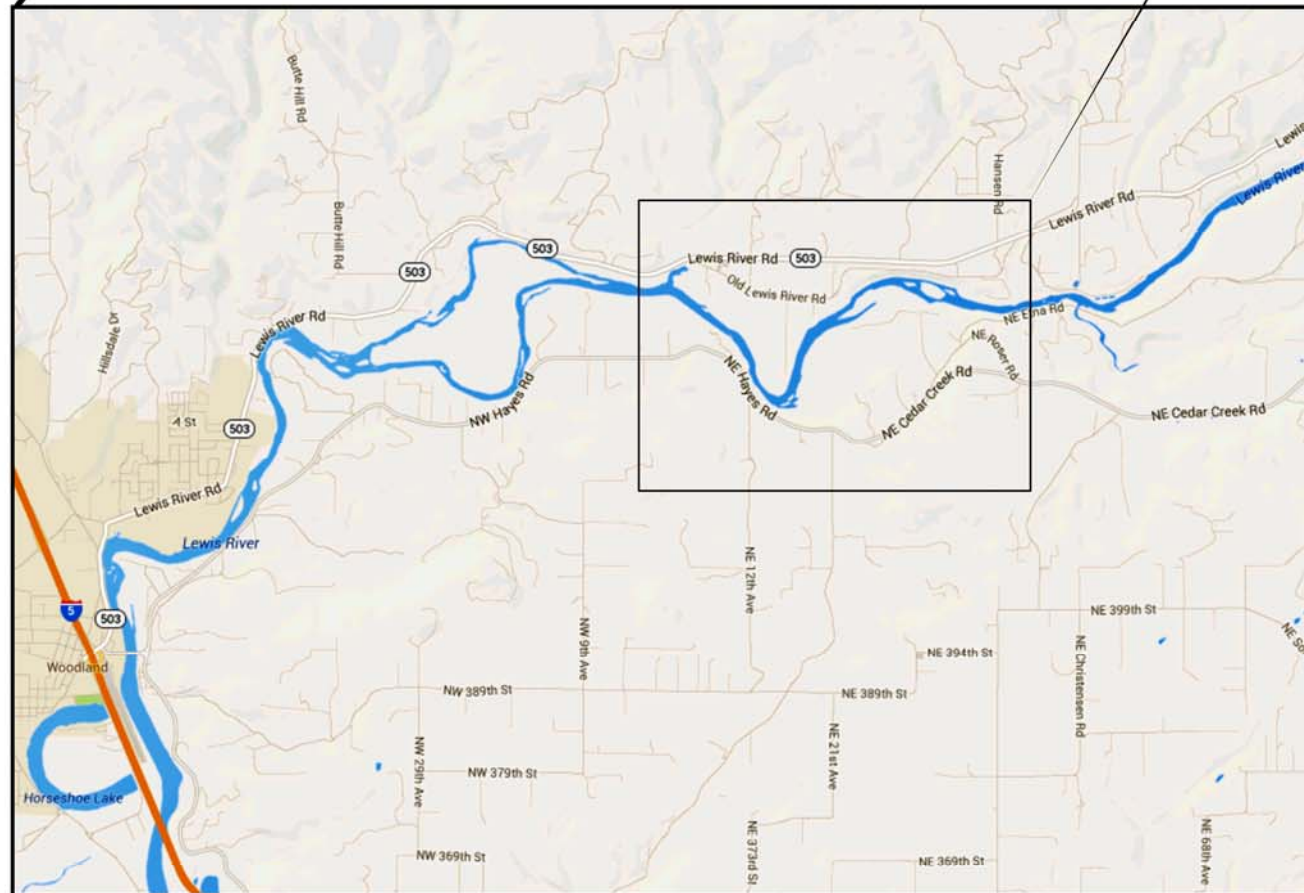 Butte Hill Rd
Lewis
Hansen Rd
Lewis River
Butte Hill Rd
Lewis River Rd
503
Lewis River Rd
503
503
Old Lewis River Rd
Lewis River Rd
NE Etna Rd
Hillsdale Dr
NE Roser Rd
NE Hayes Rd
NE Cedar Creek Rd
NW Hayes Rd
NE Cedar Creek Rd
A St
503
Lewis River Rd
Lewis River
NE 12th Ave
5
503
NE 399th St
NW 9th Ave
NE Christensen Rd
NE 394th St
Woodland
NW 389th St
NE 389th St
NE 21st Ave
NW 29th Ave
NW 379th St
Horseshoe Lake
NE 373rd St
NE 68th Ave
NW 369th St
NE 369th St